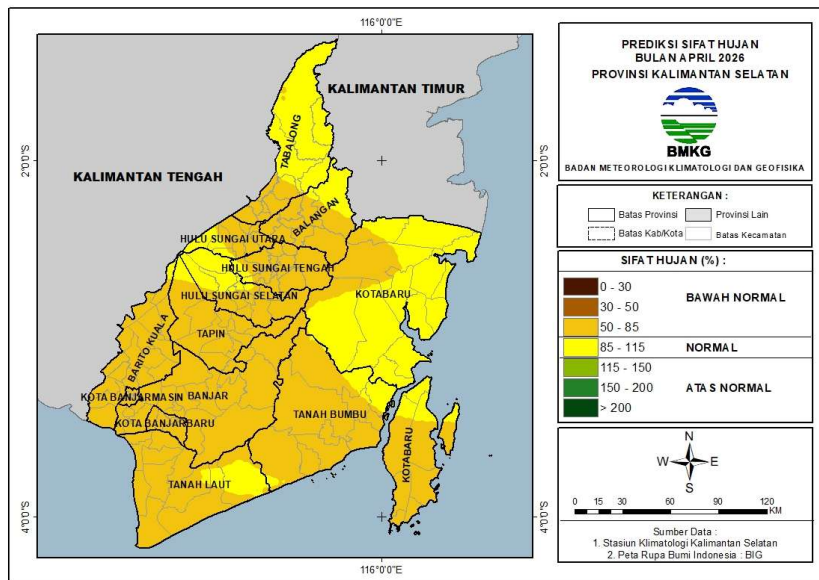 116°0'0"E
KALIMANTAN TIMUR
TABALONG
2°0'0"S
2°0'0"S
KALIMANTAN TENGAH
BALANGAN
HULU SUNGAI UTARA
HULU SUNGAI TENGAH
HULU SUNGAI SELATAN
KOTABARU
TAPIN
BARITO KUALA
KOTA BANJARMASIN
BANJAR
TANAH BUMBU
KOTA BANJARBARU
KOTABARU
TANAH LAUT
4°0'0"S
4°0'0"S
116°0'0"E
PREDIKSI SIFAT HUJAN
BULAN APRIL 2026
PROVINSI KALIMANTAN SELATAN
BMKG
BADAN METEOROLOGI KLIMATOLOGI DAN GEOFISIKA
KETERANGAN :
Batas Provinsi
Provinsi Lain
Batas Kab/Kota
Batas Kecamatan
SIFAT HUJAN (%) :
0 - 30
30 - 50
BAWAH NORMAL
50 - 85
85 - 115
NORMAL
115 - 150
150 - 200
ATAS NORMAL
> 200
N
W
E
S
0 15 30 60 90 120
KM
Sumber Data :
1. Stasiun Klimatologi Kalimantan Selatan
2. Peta Rupa Bumi Indonesia : BIG